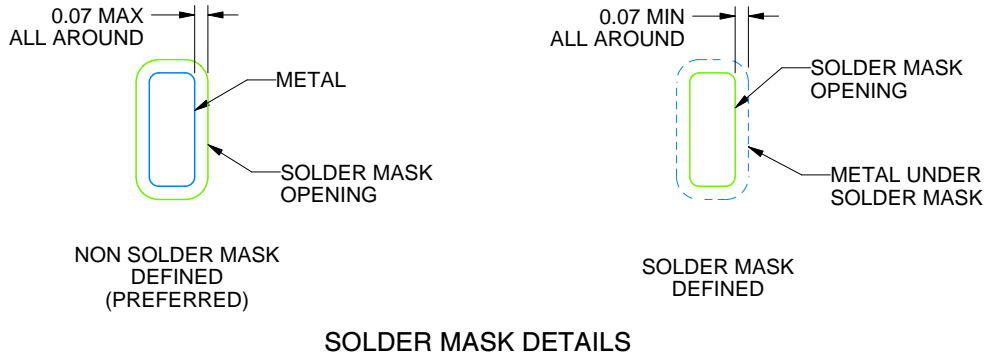 0.07 MAX
ALL AROUND
METAL
SOLDER MASK
OPENING
NON SOLDER MASK
DEFINED
(PREFERRED)
0.07 MIN
ALL AROUND
SOLDER MASK
OPENING
METAL UNDER
SOLDER MASK
SOLDER MASK
DEFINED
SOLDER MASK DETAILS